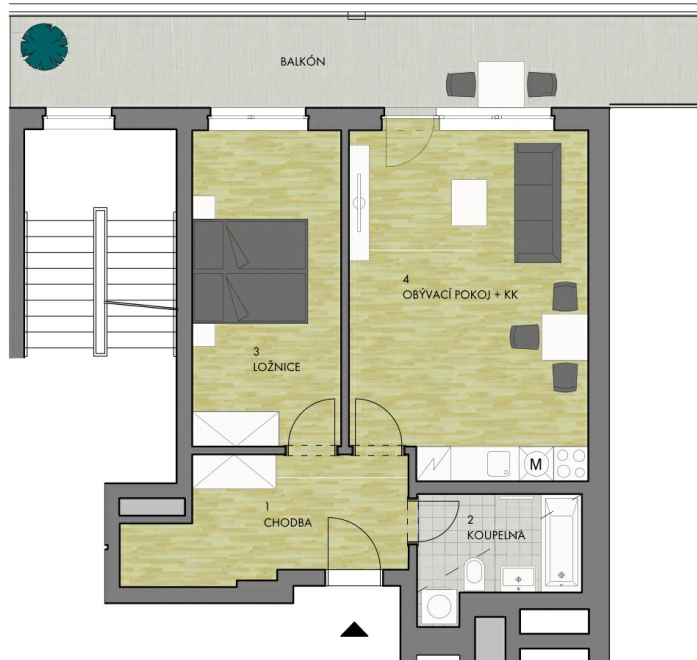 BALKÓN
4
OBÝVACÍ POKOJ + KK
3
LOŽNICE
M
1
CHODBA
2
KOUPELNA